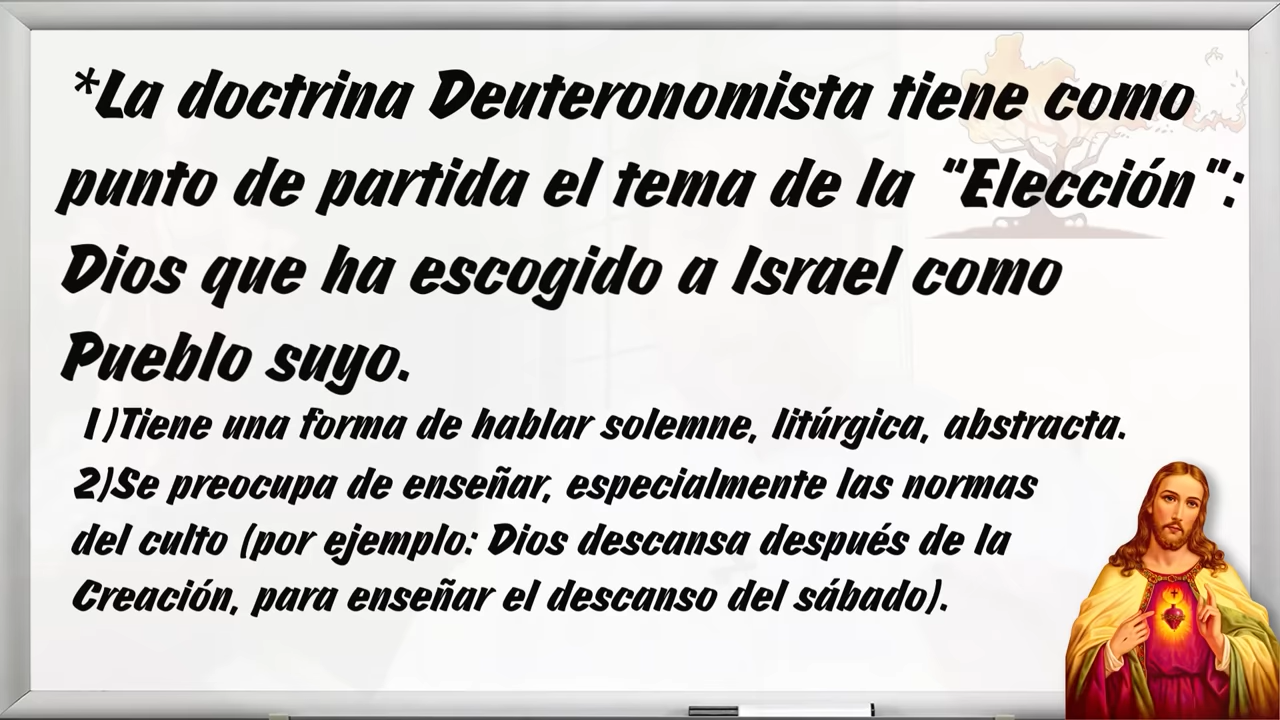 *La doctrina Deuteronomista tiene como
punto de partida el tema de la “Elección“:
Dios que ha escogido a Israel como
Pueblo suyo.
1)Tiene una forma de hablar solemne, litúrgica, abstracta.
2)Se preocupa de enseñar, especialmente las normas
del culto (por ejemplo: Dios descansa después de la
Creación, para enseñar el descanso del sábado).